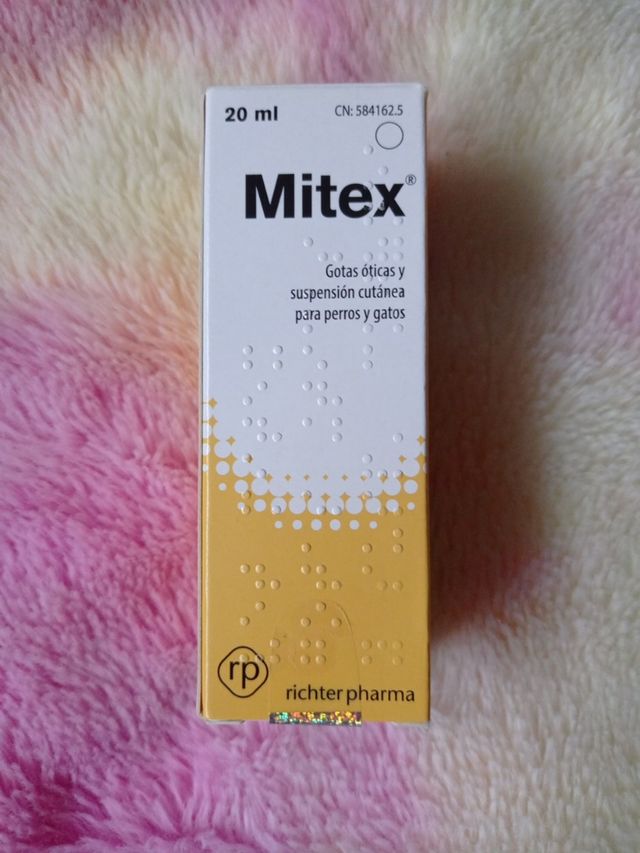 20 ml
CN: 584162.5
Mitex®
Gotas óticas y
suspensión cutánea
para perros y gatos
rp
richter pharma